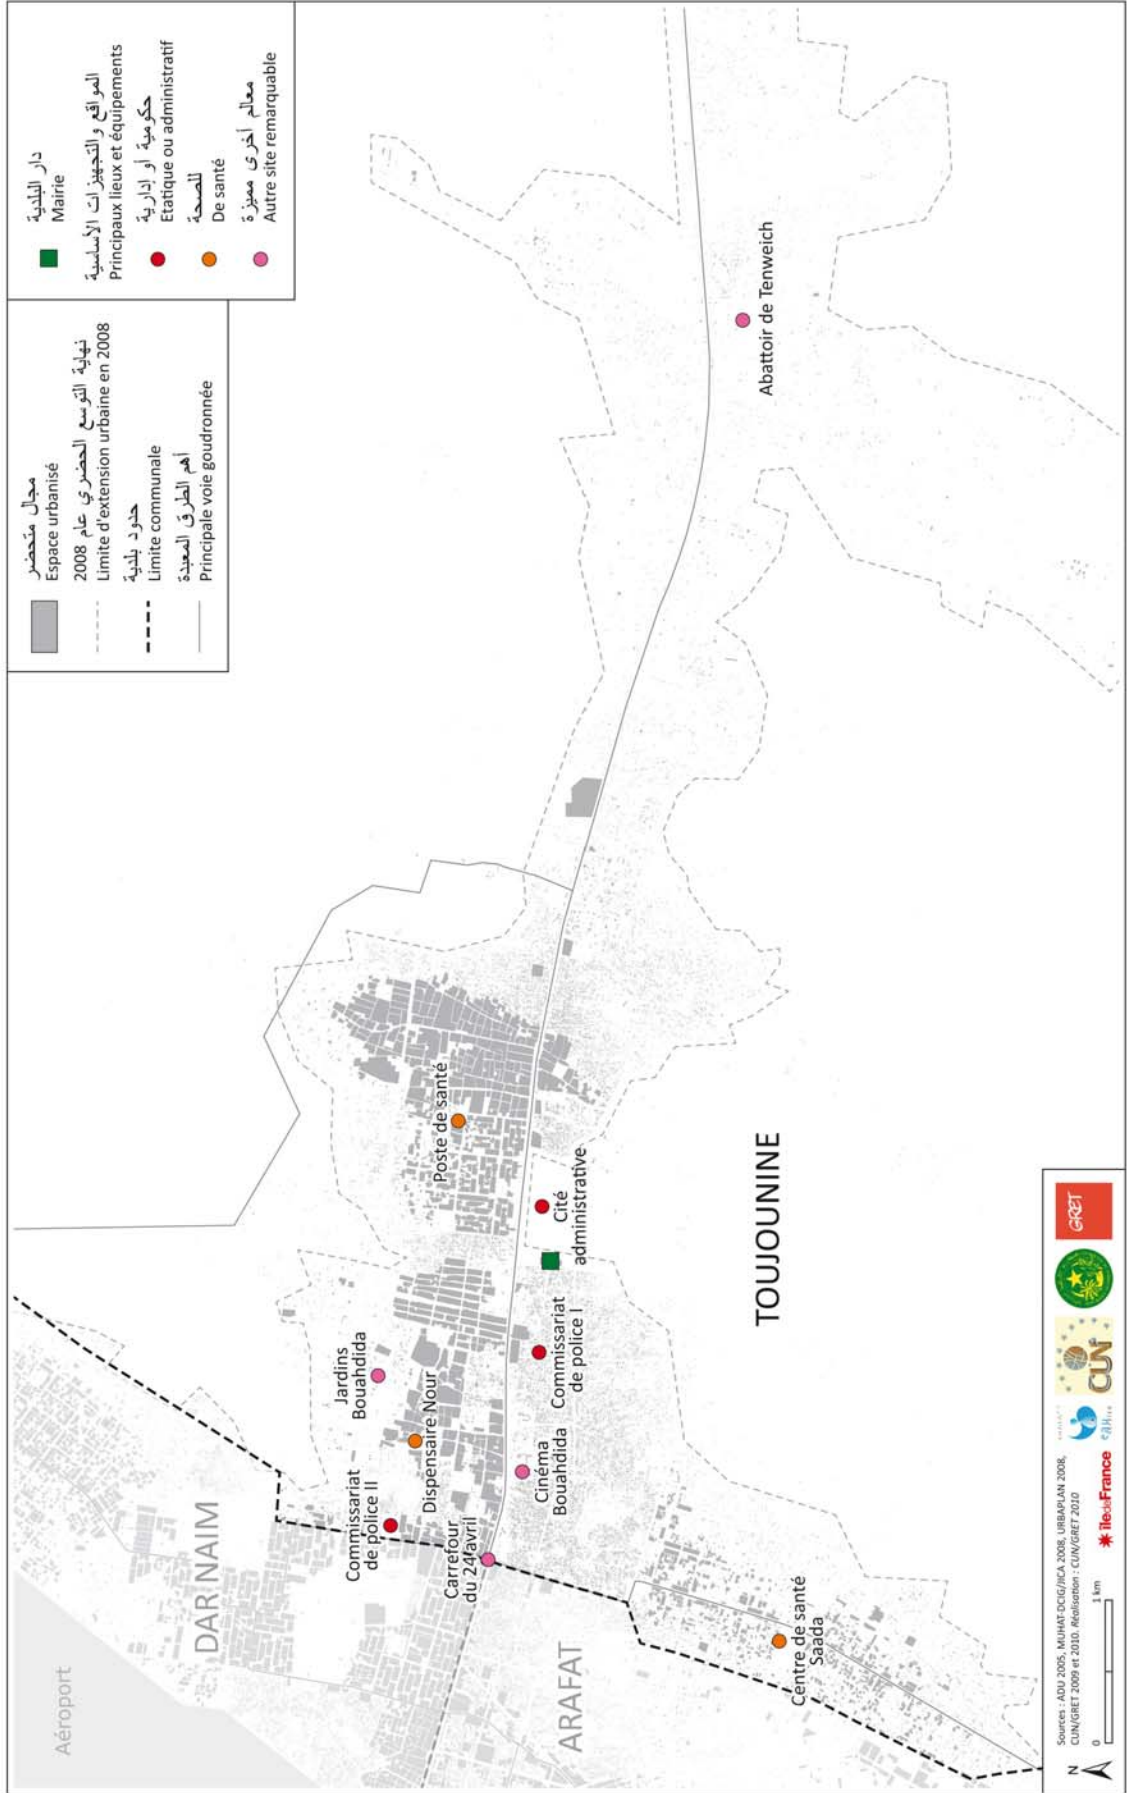 مجال متحضر
Espace urbanisé
نهاية التوسع الحضري عام 2008
Limite d'extension urbaine en 2008
حدود بلدية
Limite communale
أهم الطرق المعبدة
Principale voie goudronnée
دار البلدية
Mairie
المواقع والتجهيزات الأساسية
Principaux lieux et équipements
حكومية أو إدارية
Etatique ou administratif
للصحة
De santé
معالم أخرى مميزة
Autre site remarquable
Aéroport
DAR NAIM
ARAFAT
TOUJOUNINE
Commissariat
de police II
Jardins
Bouahdida
Dispensaire Nour
Carrefour
du 24 avril
Cinéma
Bouahdida
Commissariat
de police I
Cité
administrative
Poste de santé
Abattoir de Tenweich
Centre de santé
Saada
Sources : ADU 2005, MUHAT-DCIG/JICA 2008, URBAPLAN 2008,
CUN/GRET 2009 et 2010. Réalisation : CUN/GRET 2010
N
0 1 km
îledeFrance
CUN
GRET